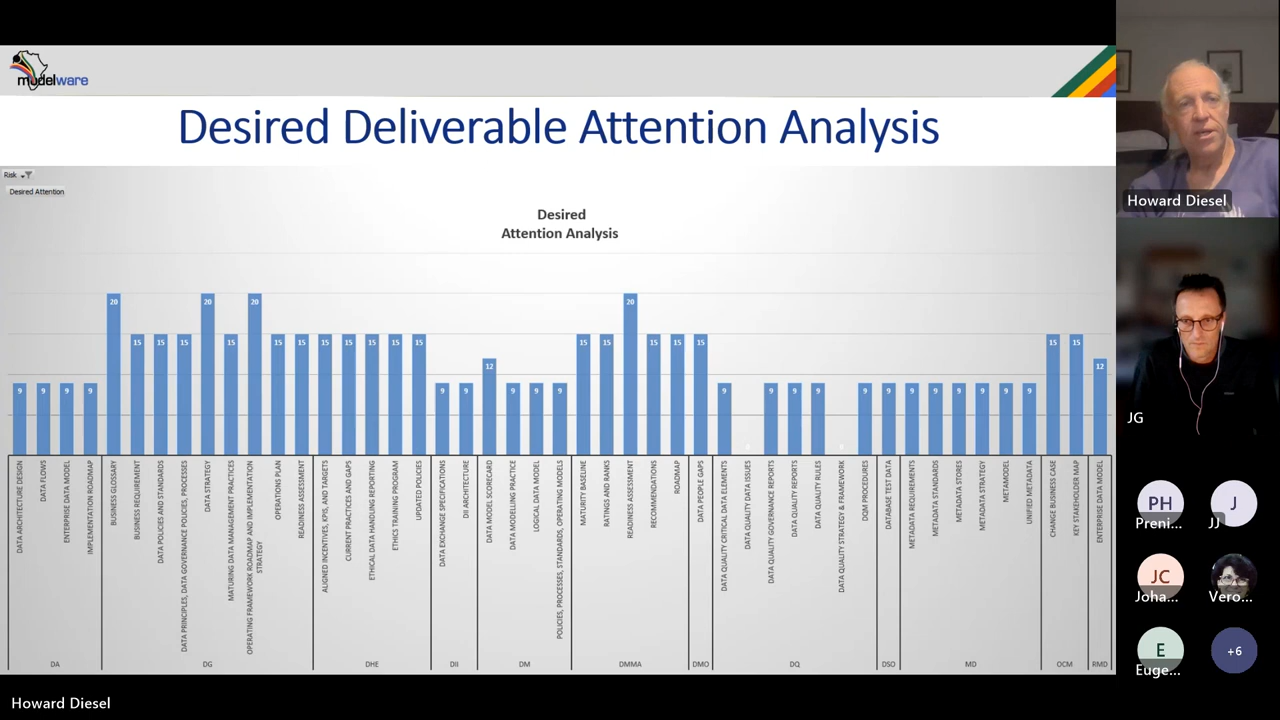 modelware
Desired Deliverable Attention Analysis
Risk
Desired Attention
Desired
Attention Analysis
9
9
9
9
20
15
15
15
20
15
20
15
15
15
15
15
15
15
9
9
12
9
9
9
15
15
20
15
15
15
9
0
9
9
9
0
9
9
9
9
9
9
9
9
15
15
12
DATA ARCHITECTURE DESIGN
DATA FLOWS
ENTERPRISE DATA MODEL
IMPLEMENTATION ROADMAP
BUSINESS GLOSSARY
BUSINESS REQUIREMENT
DATA POLICIES AND STANDARDS
DATA PRINCIPLES, DATA GOVERNANCE POLICIES, PROCESSES
DATA STRATEGY
MATURING DATA MANAGEMENT PRACTICES
OPERATING FRAMEWORK ROADMAP AND IMPLEMENTATION
STRATEGY
OPERATIONS PLAN
READINESS ASSESSMENT
ALIGNED INCENTIVES, KPIS, AND TARGETS
CURRENT PRACTICES AND GAPS
ETHICAL DATA HANDLING REPORTING
ETHICS TRAINING PROGRAM
UPDATED POLICIES
DATA EXCHANGE SPECIFICATIONS
DII ARCHITECTURE
DATA MODEL SCORECARD
DATA MODELLING PRACTICE
LOGICAL DATA MODEL
POLICIES, PROCESSES, STANDARDS, OPERATING MODELS
MATURITY BASELINE
RATINGS AND RANKS
READINESS ASSESSMENT
RECOMMENDATIONS
ROADMAP
DATA PEOPLE GAPS
DATA QUALITY CRITICAL DATA ELEMENTS
DATA QUALITY DATA ISSUES
DATA QUALITY GOVERNANCE REPORTS
DATA QUALITY REPORTS
DATA QUALITY RULES
DATA QUALITY STRATEGY & FRAMEWORK
DQM PROCEDURES
DATABASE TEST DATA
METADATA REQUIREMENTS
METADATA STANDARDS
METADATA STORES
METADATA STRATEGY
METAMODEL
UNIFIED METADATA
CHANGE BUSINESS CASE
KEY STAKEHOLDER MAP
ENTERPRISE DATA MODEL
DA
DG
DHE
DII
DM
DMMA
DMO
DQ
DSO
MD
OCM
RMD
Howard Diesel
JG
PH
Preni...
J
JJ
JC
Joha...
Vero...
E
Euge...
+6
Howard Diesel